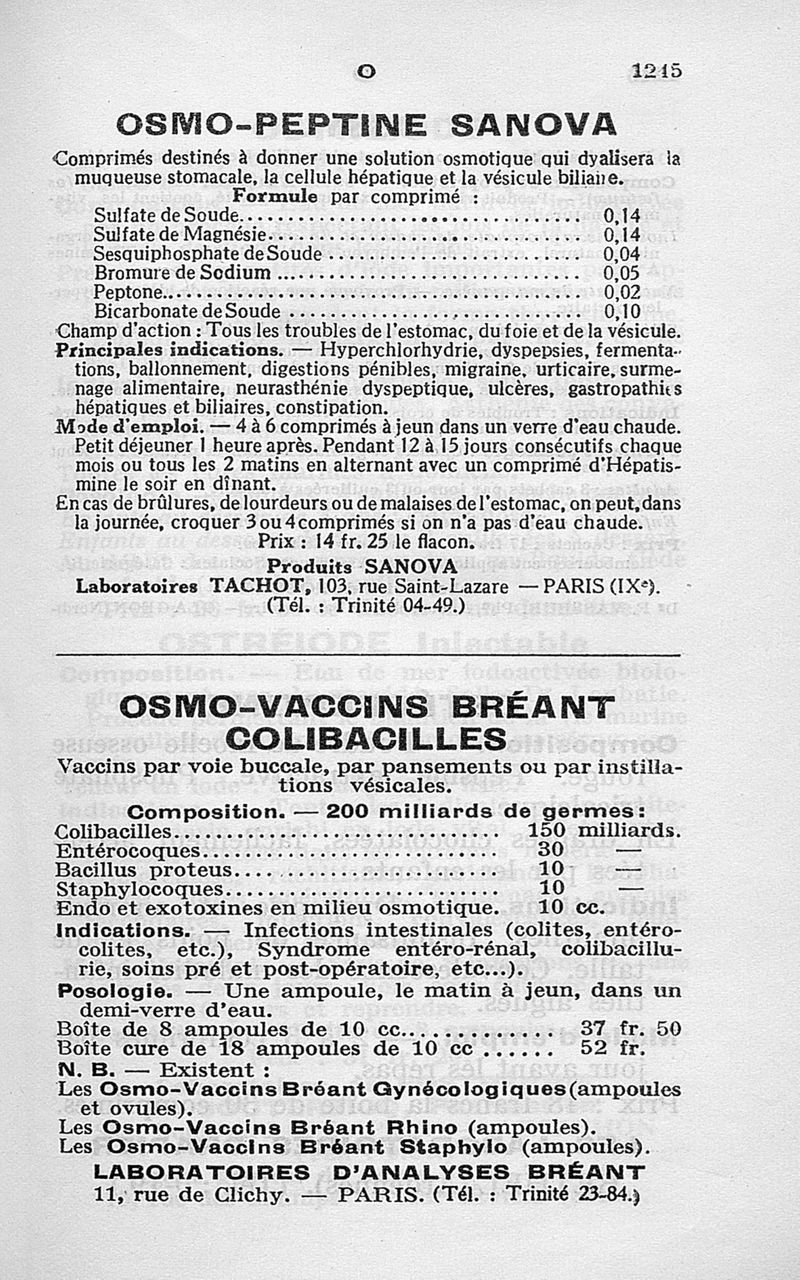 O 1245
OSMO-PEPTINE SANOVA
Comprimés destinés à donner une solution osmotique qui dyalisera la
muqueuse stomacale, la cellule hépatique et la vésicule biliaire.
Formule par comprimé :
Sulfate de Soude........................................ 0,14
Sulfate de Magnésie.................................... 0,14
Sesquiphosphate de Soude............................. 0,04
Bromure de Sodium................................... 0,05
Peptone.................................................. 0,02
Bicarbonate de Soude................................. 0,10
Champ d'action : Tous les troubles de l'estomac, du foie et de la vésicule.
Principales indications. — Hyperchlorhydrie, dyspepsies, fermenta-
tions, ballonnement, digestions pénibles, migraine, urticaire, surme-
nage alimentaire, neurasthénie dyspeptique, ulcères, gastropathies
hépatiques et biliaires, constipation.
Mode d'emploi. — 4 à 6 comprimés à jeun dans un verre d'eau chaude.
Petit déjeuner 1 heure après. Pendant 12 à 15 jours consécutifs chaque
mois ou tous les 2 matins en alternant avec un comprimé d'Hépatis-
mine le soir en dînant.
En cas de brûlures, de lourdeurs ou de malaises de l'estomac, on peut, dans
la journée, croquer 3 ou 4 comprimés si on n'a pas d'eau chaude.
Prix : 14 fr. 25 le flacon.
Produits SANOVA
Laboratoires TACHOT, 103, rue Saint-Lazare — PARIS (IXe).
(Tél. : Trinité 04-49.)
OSMO-VACCINS BRÉANT
COLIBACILLES
Vaccins par voie buccale, par pansements ou par instilla-
tions vésicales.
Composition. — 200 milliards de germes :
Colibacilles.................................... 150 milliards.
Entérocoques................................. 30 —
Bacillus proteus.............................. 10 —
Staphylocoques.............................. 10 —
Endo et exotoxines en milieu osmotique. 10 cc.
Indications. — Infections intestinales (colites, entéro-
colites, etc.), Syndrome entéro-rénal, colibacillu-
rie, soins pré et post-opératoire, etc...).
Posologie. — Une ampoule, le matin à jeun, dans un
demi-verre d'eau.
Boîte de 8 ampoules de 10 cc................ 37 fr. 50
Boîte cure de 18 ampoules de 10 cc ...... 52 fr.
N. B. — Existent :
Les Osmo-Vaccins Bréant Gynécologiques (ampoules
et ovules).
Les Osmo-Vaccins Bréant Rhino (ampoules).
Les Osmo-Vaccins Bréant Staphylo (ampoules).
LABORATOIRES D'ANALYSES BRÉANT
11, rue de Clichy. — PARIS. (Tél. : Trinité 23-84.)